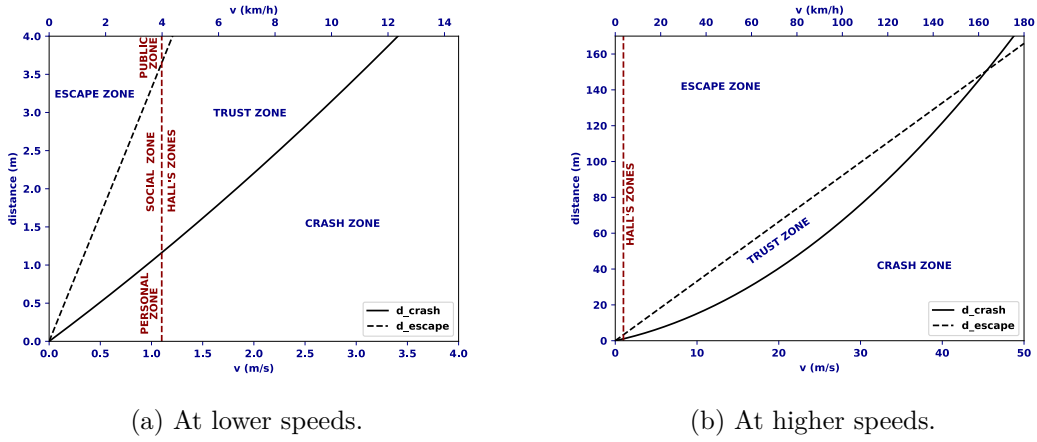 v (km/h)
0 2 4 6 8 10 12 14
4.0
3.5
3.0
2.5
2.0
1.5
1.0
0.5
0.0
distance (m)
ESCAPE ZONE
PUBLIC
ZONE
TRUST ZONE
SOCIAL ZONE
HALL'S ZONES
CRASH ZONE
PERSONAL
ZONE
d_crash
d_escape
0.0 0.5 1.0 1.5 2.0 2.5 3.0 3.5 4.0
v (m/s)
(a) At lower speeds.
v (km/h)
0 20 40 60 80 100 120 140 160 180
160
140
120
100
80
60
40
20
0
distance (m)
ESCAPE ZONE
HALL'S ZONES
TRUST ZONE
CRASH ZONE
d_crash
d_escape
0 10 20 30 40 50
v (m/s)
(b) At higher speeds.